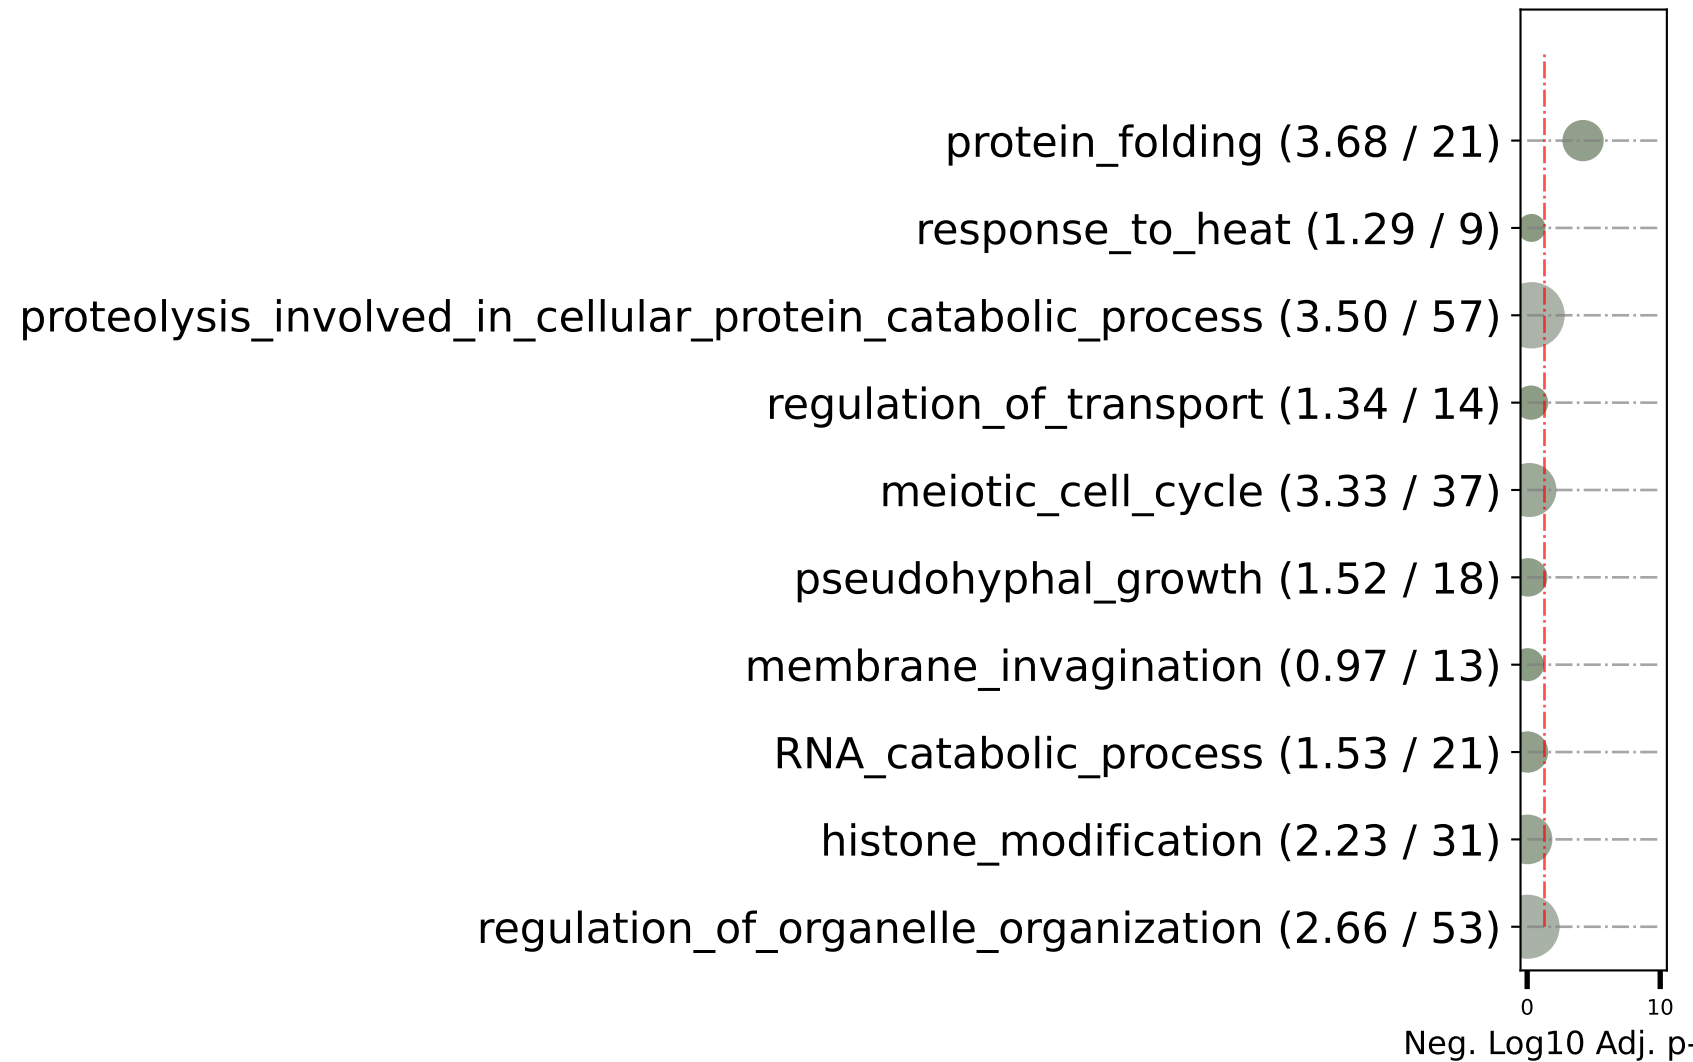 protein_folding (3.68 / 21)
response_to_heat (1.29 / 9)
proteolysis_involved_in_cellular_protein_catabolic_process (3.50 / 57)
regulation_of_transport (1.34 / 14)
meiotic_cell_cycle (3.33 / 37)
pseudohyphal_growth (1.52 / 18)
membrane_invagination (0.97 / 13)
RNA_catabolic_process (1.53 / 21)
histone_modification (2.23 / 31)
regulation_of_organelle_organization (2.66 / 53)
0 10
Neg. Log10 Adj. p-